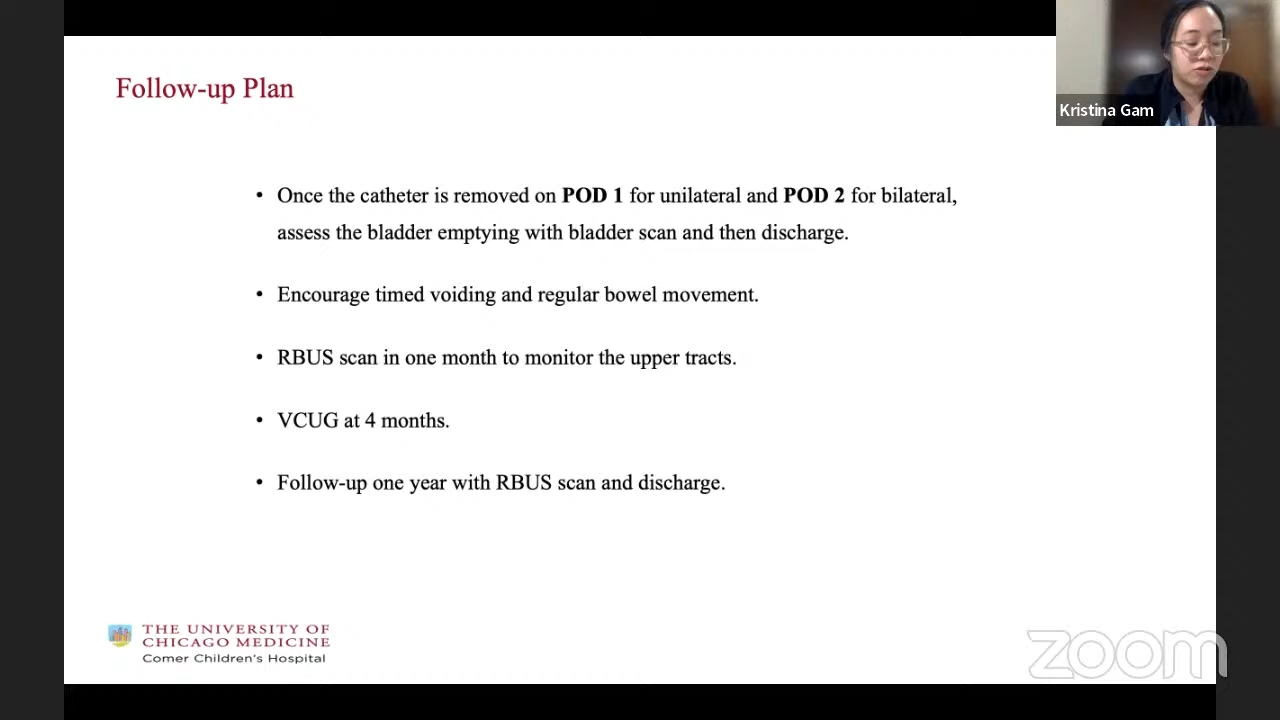 Follow-up Plan
Kristina Gam
• Once the catheter is removed on POD 1 for unilateral and POD 2 for bilateral,
assess the bladder emptying with bladder scan and then discharge.
• Encourage timed voiding and regular bowel movement.
• RBUS scan in one month to monitor the upper tracts.
• VCUG at 4 months.
• Follow-up one year with RBUS scan and discharge.
THE UNIVERSITY OF
CHICAGO MEDICINE
Comer Children's Hospital
zoom